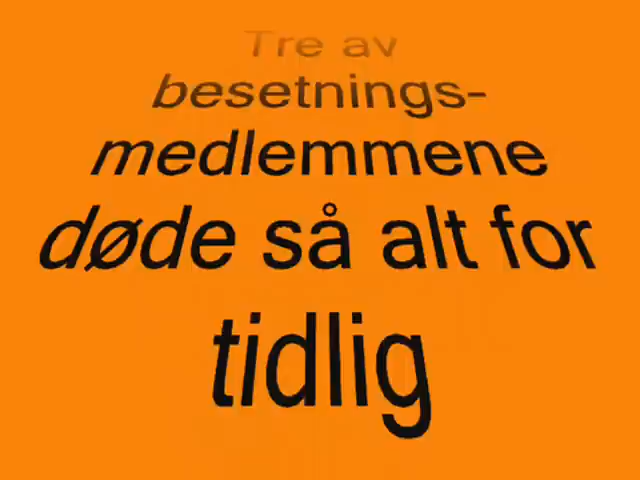 Tre av
besetnings-
medlemmene
døde så alt for
tidlig